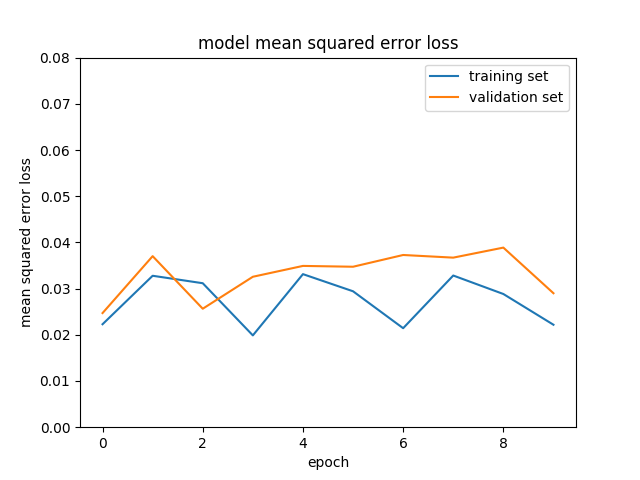 model mean squared error loss
training set
validation set
mean squared error loss
0.08
0.07
0.06
0.05
0.04
0.03
0.02
0.01
0.00
0 2 4 6 8
epoch